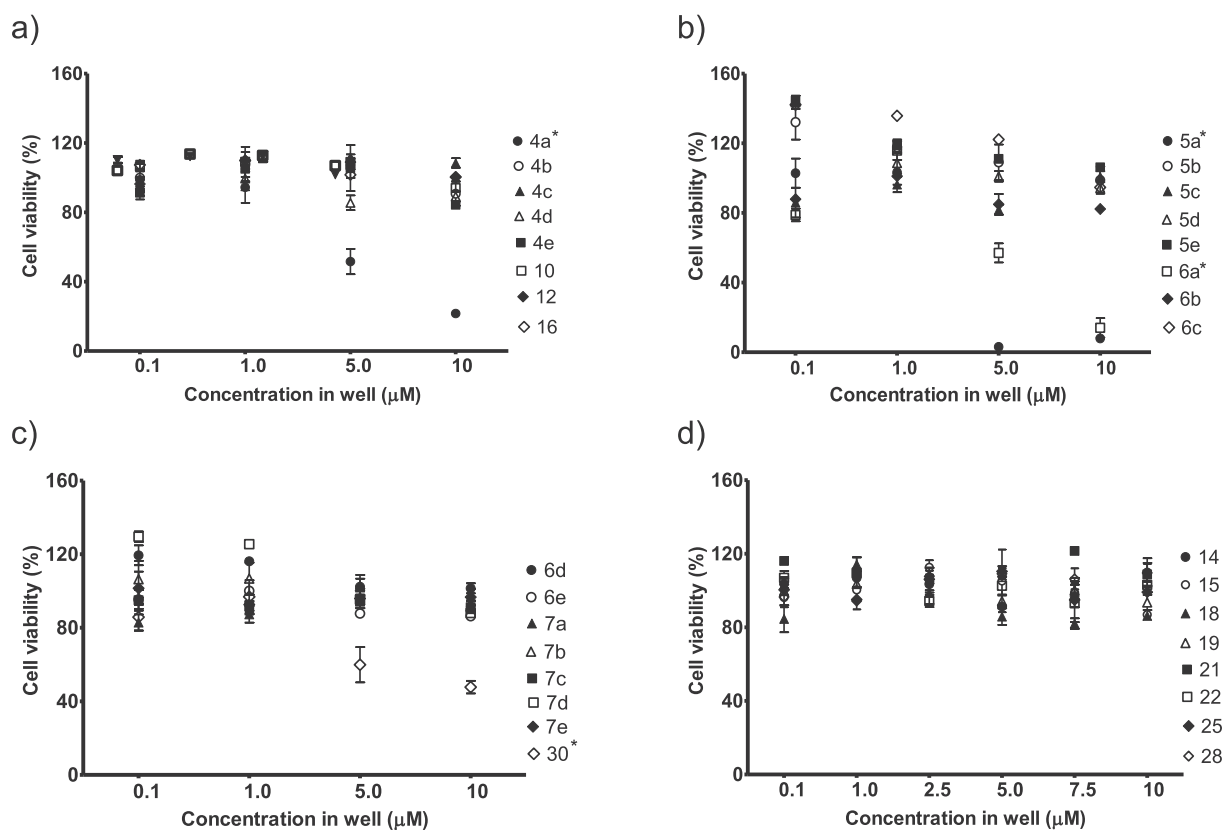 a)
160
120
80
40
0
Cell viability (%)
0.1 1.0 5.0 10
Concentration in well (μM)
4a*
4b
4c
4d
4e
10
12
16
b)
160
120
80
40
0
Cell viability (%)
0.1 1.0 5.0 10
Concentration in well (μM)
5a*
5b
5c
5d
5e
6a*
6b
6c
c)
160
120
80
40
0
Cell viability (%)
0.1 1.0 5.0 10
Concentration in well (μM)
6d
6e
7a
7b
7c
7d
7e
30*
d)
160
120
80
40
0
Cell viability (%)
0.1 1.0 2.5 5.0 7.5 10
Concentration in well (μM)
14
15
18
19
21
22
25
28